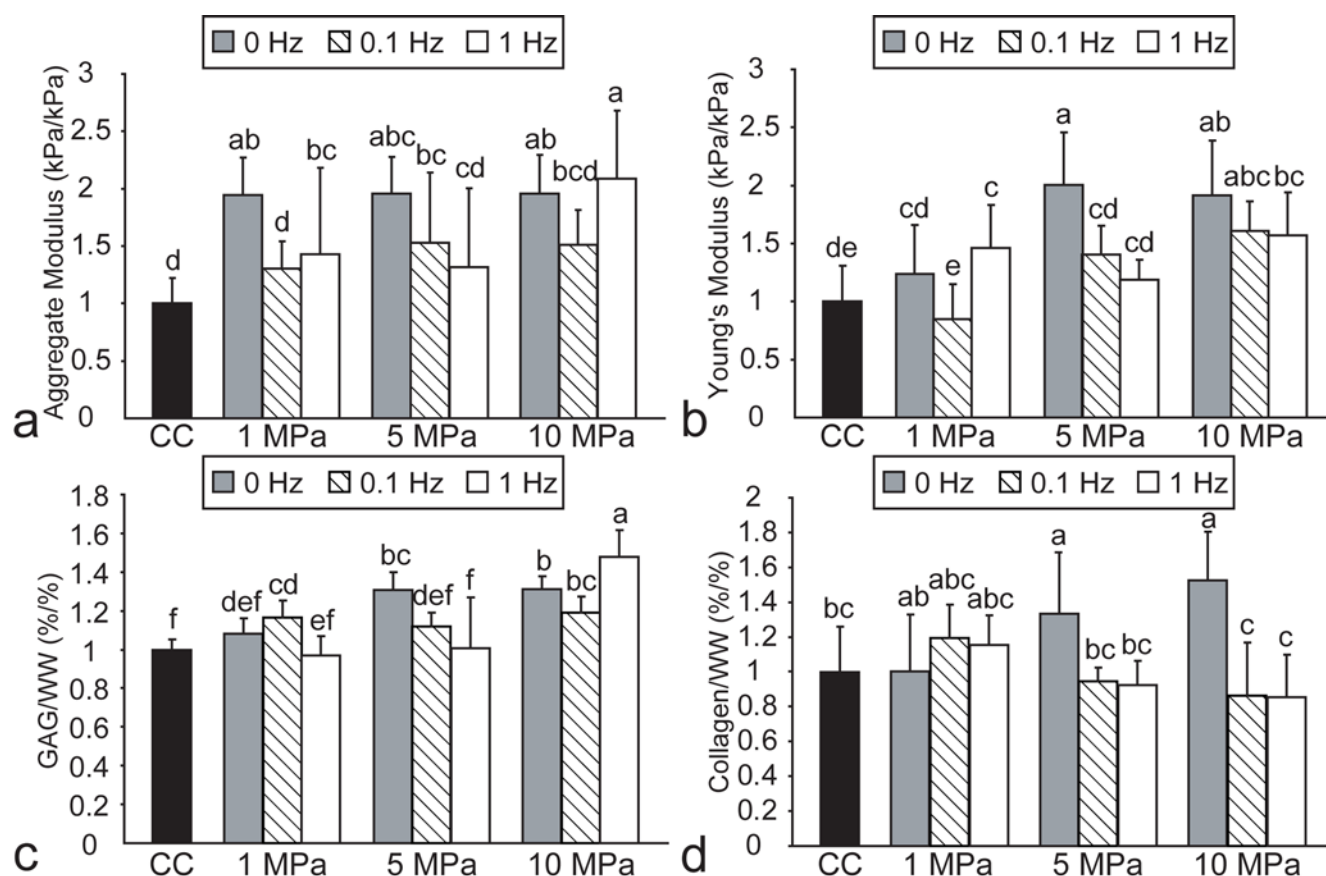 0 Hz 0.1 Hz 1 Hz
Aggregate Modulus (kPa/kPa)
3
2.5
2
1.5
1
0.5
0
d
ab
d
bc
abc
bc
cd
ab
bcd
a
a
CC 1 MPa 5 MPa 10 MPa
0 Hz 0.1 Hz 1 Hz
Young's Modulus (kPa/kPa)
3
2.5
2
1.5
1
0.5
0
de
cd
e
c
a
cd
cd
ab
abc
bc
b
CC 1 MPa 5 MPa 10 MPa
0 Hz 0.1 Hz 1 Hz
GAG/WW (%/%)
1.8
1.6
1.4
1.2
1
0.8
0.6
0.4
0.2
0
f
def
cd
ef
bc
def
f
b
bc
a
c
CC 1 MPa 5 MPa 10 MPa
0 Hz 0.1 Hz 1 Hz
Collagen/WW (%/%)
2
1.8
1.6
1.4
1.2
1
0.8
0.6
0.4
0.2
0
bc
ab
abc
abc
a
bc
bc
a
c
c
d
CC 1 MPa 5 MPa 10 MPa